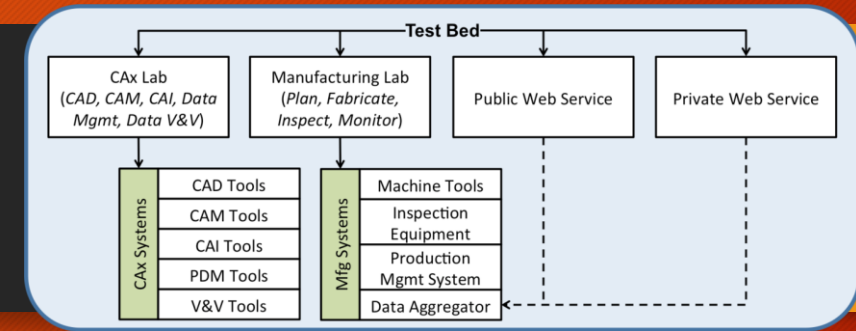 Test Bed
CAx Lab
(CAD, CAM, CAI, Data
Mgmt, Data V&V)
Manufacturing Lab
(Plan, Fabricate,
Inspect, Monitor)
Public Web Service
Private Web Service
CAx Systems
CAD Tools
CAM Tools
CAI Tools
PDM Tools
V&V Tools
Mfg Systems
Machine Tools
Inspection
Equipment
Production
Mgmt System
Data Aggregator